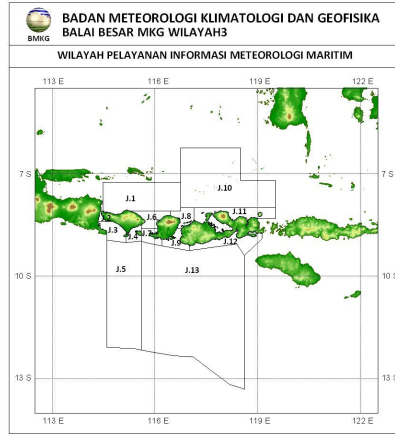 BADAN METEOROLOGI KLIMATOLOGI DAN GEOFISIKA
BALAI BESAR MKG WILAYAH3
BMKG
WILAYAH PELAYANAN INFORMASI METEOROLOGI MARITIM
113 E 116 E 119 E 122 E
7 S 7 S
J.10
J.1
J.6 J.8 J.11
J.3 J.4 J.7 J.9 J.12
J.5 J.13
10 S 10 S
13 S 13 S
113 E 116 E 119 E 122 E